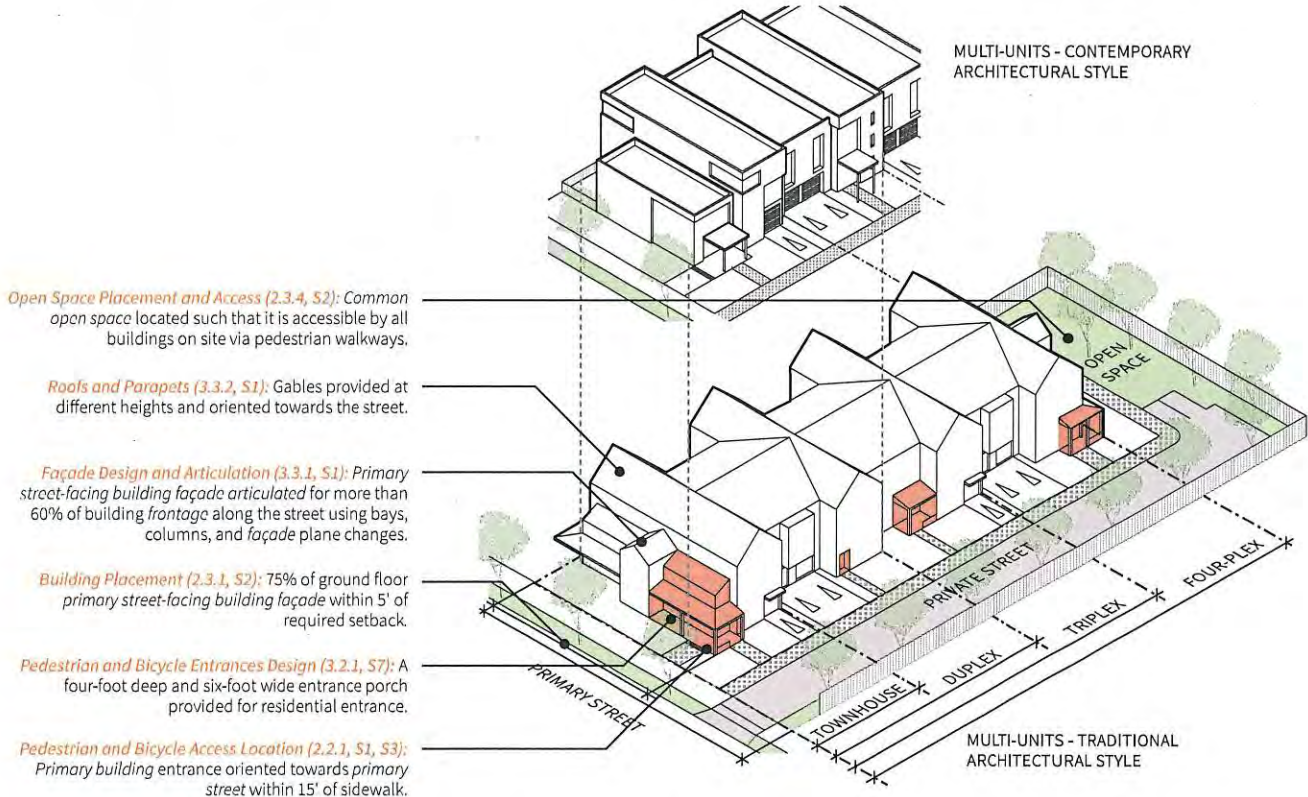 MULTI-UNITS - CONTEMPORARY
ARCHITECTURAL STYLE
Open Space Placement and Access (2.3.4, S2): Common
open space located such that it is accessible by all
buildings on site via pedestrian walkways.
Roofs and Parapets (3.3.2, S1): Gables provided at
different heights and oriented towards the street.
Façade Design and Articulation (3.3.1, S1): Primary
street-facing building façade articulated for more than
60% of building frontage along the street using bays,
columns, and façade plane changes.
Building Placement (2.3.1, S2): 75% of ground floor
primary street-facing building façade within 5' of
required setback.
Pedestrian and Bicycle Entrances Design (3.2.1, S7): A
four-foot deep and six-foot wide entrance porch
provided for residential entrance.
Pedestrian and Bicycle Access Location (2.2.1, S1, S3):
Primary building entrance oriented towards primary
street within 15' of sidewalk.
OPEN
SPACE
PRIVATE STREET
PRIMARY STREET
TOWNHOUSE
DUPLEX
TRIPLEX
FOUR-PLEX
MULTI-UNITS - TRADITIONAL
ARCHITECTURAL STYLE